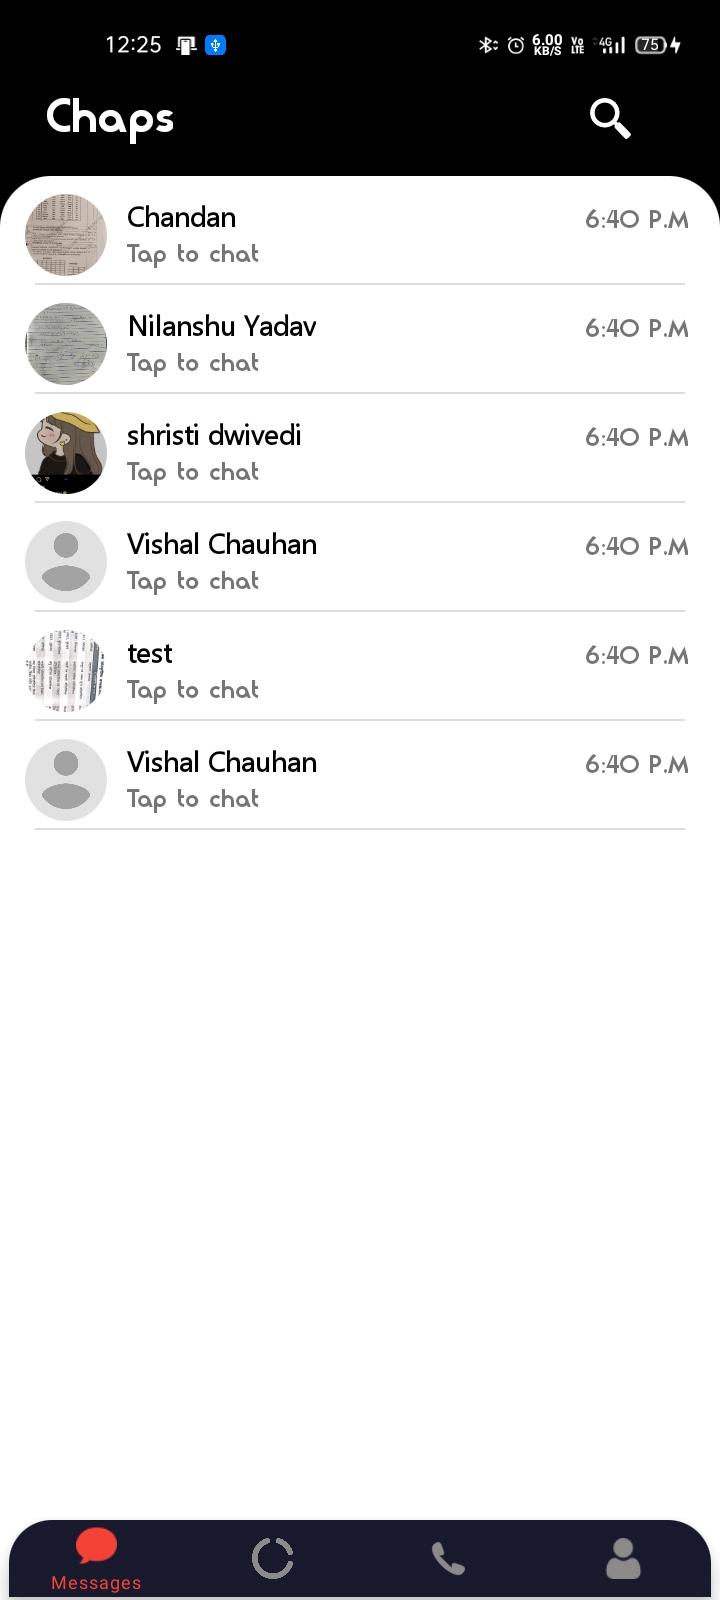 12:25 6.00 KB/S Vo LTE 4G 75
Chaps
Chandan 6:40 P.M
Tap to chat
Nilanshu Yadav 6:40 P.M
Tap to chat
shristi dwivedi 6:40 P.M
Tap to chat
Vishal Chauhan 6:40 P.M
Tap to chat
test 6:40 P.M
Tap to chat
Vishal Chauhan 6:40 P.M
Tap to chat
Messages